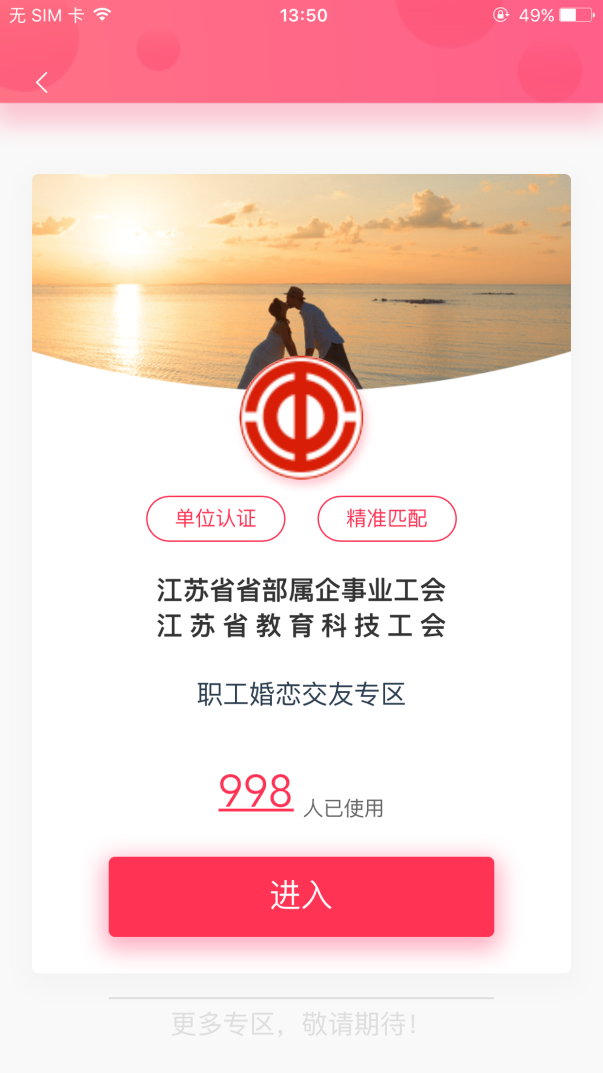 无 SIM 卡
13:50
49%
单位认证
精准匹配
江苏省省部属企事业工会
江苏省教育科技工会
职工婚恋交友专区
998 人已使用
进入
更多专区，敬请期待！